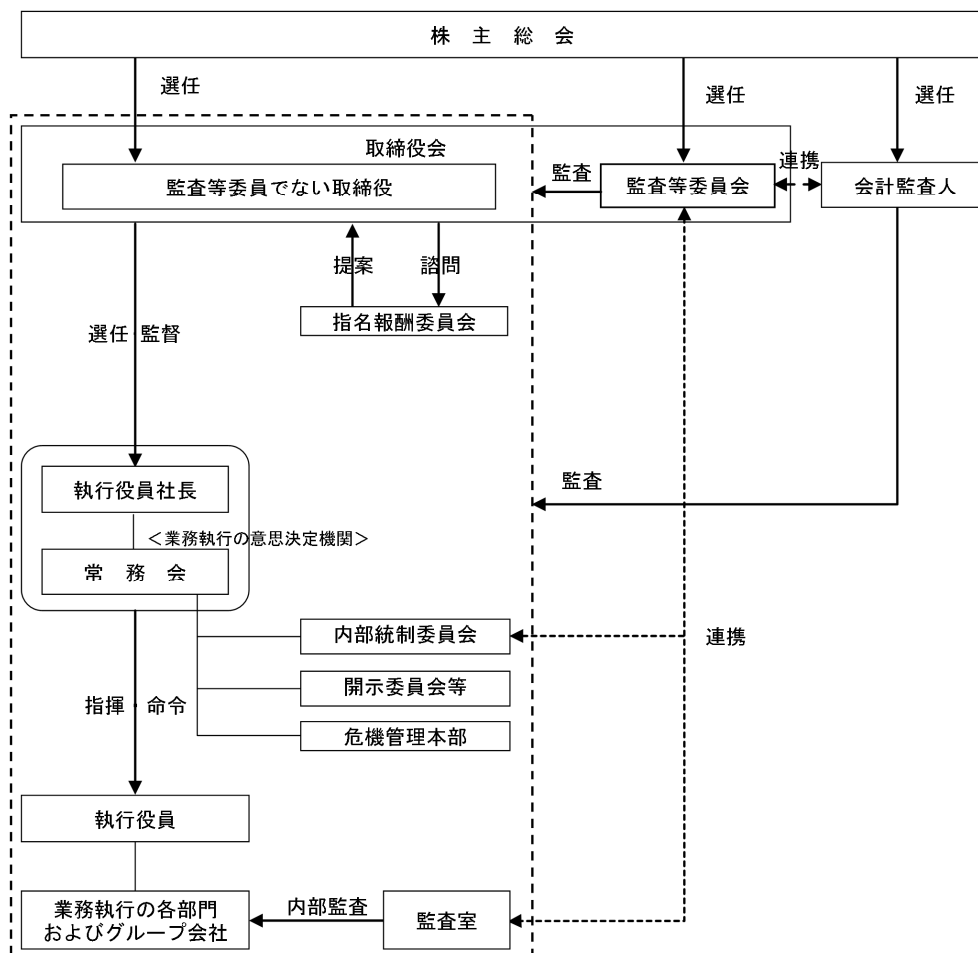 株 主 総 会
選任
選任
選任
取締役会
監査等委員でない取締役
監査
監査等委員会
連携
会計監査人
提案
諮問
指名報酬委員会
選任・監督
執行役員社長
監査
＜業務執行の意思決定機関＞
常 務 会
内部統制委員会
連携
開示委員会等
指揮・命令
危機管理本部
執行役員
業務執行の各部門
およびグループ会社
内部監査
監査室